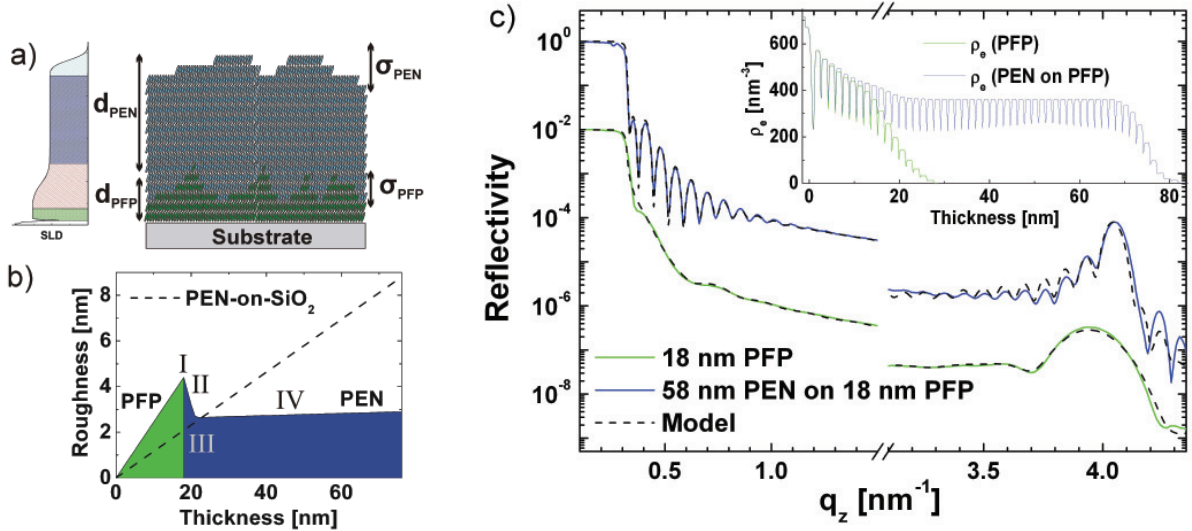 a)
d_PEN
d_PFP
SLD
σ_PEN
σ_PFP
Substrate
b)
Roughness [nm]
8
6
4
2
0
PEN-on-SiO₂
I
II
III
IV
PFP
PEN
0 20 40 60
Thickness [nm]
c)
Reflectivity
10⁰
10⁻²
10⁻⁴
10⁻⁶
10⁻⁸
18 nm PFP
58 nm PEN on 18 nm PFP
Model
0.5 1.0 3.5 4.0
q_z [nm⁻¹]
ρ_e [nm⁻³]
600
400
200
0
ρ_e (PFP)
ρ_e (PEN on PFP)
0 20 40 60 80
Thickness [nm]